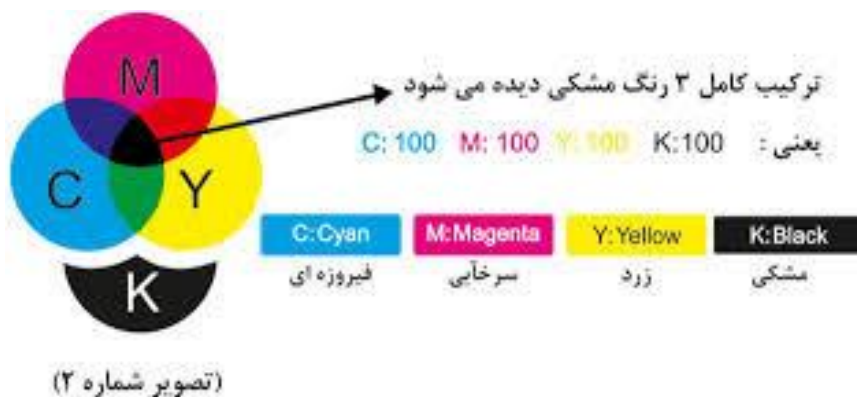 M
ترکیب کامل ۳ رنگ مشکی دیده می شود
یعنی : C: 100 M: 100 Y: 100 K:100
C Y
C:Cyan M:Magenta Y:Yellow K:Black
فیروزه ای سرخآبی زرد مشکی
K
(تصویر شماره ۲)